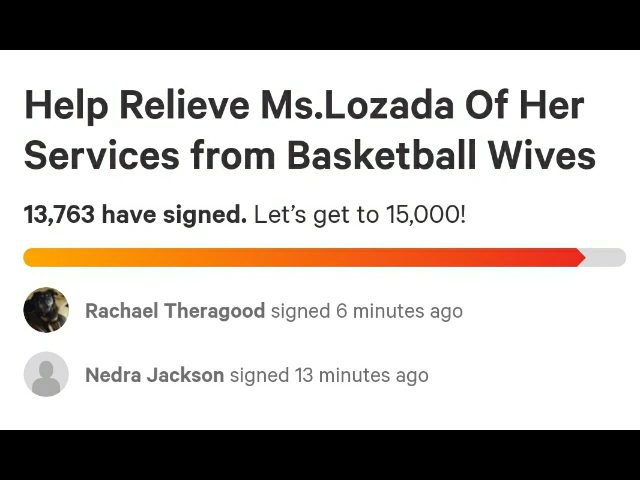 Help Relieve Ms.Lozada Of Her
Services from Basketball Wives
13,763 have signed. Let’s get to 15,000!
Rachael Theragood signed 6 minutes ago
Nedra Jackson signed 13 minutes ago